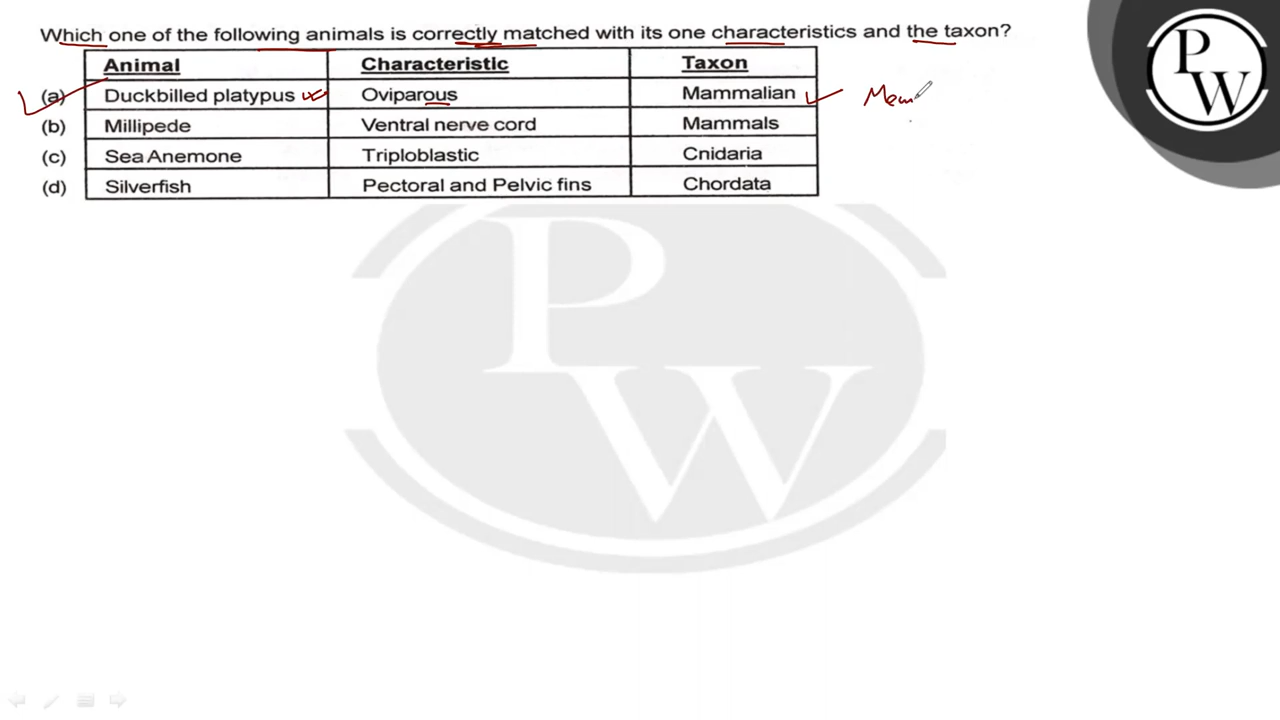 Which one of the following animals is correctly matched with its one characteristics and the taxon?
Animal Characteristic Taxon
(a) Duckbilled platypus Oviparous Mammalian
(b) Millipede Ventral nerve cord Mammals
(c) Sea Anemone Triploblastic Cnidaria
(d) Silverfish Pectoral and Pelvic fins Chordata
P
W
P
W